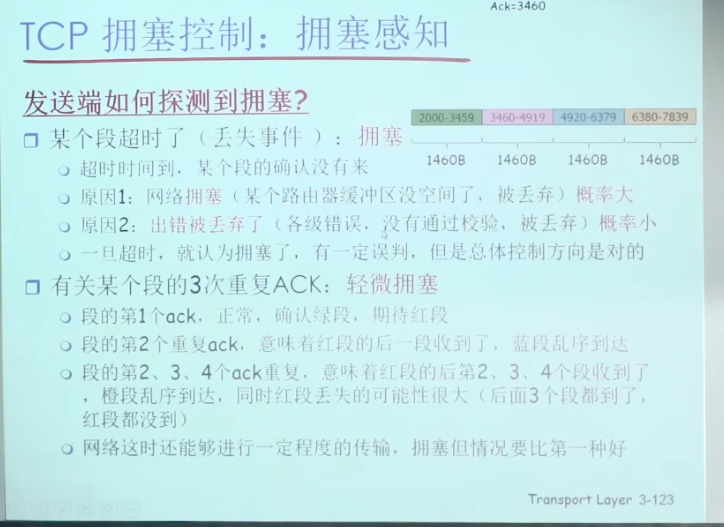 Ack=3460
TCP 拥塞控制：拥塞感知
发送端如何探测到拥塞?
2000-3459 3460-4919 4920-6379 6380-7839
1460B 1460B 1460B 1460B
某个段超时了（丢失事件 ）：拥塞
超时时间到，某个段的确认没有来
原因1：网络拥塞（某个路由器缓冲区没空间了，被丢弃）概率大
原因2：出错被丢弃了（各级错误，没有通过校验，被丢弃）概率小
一旦超时，就认为拥塞了，有一定误判，但是总体控制方向是对的
有关某个段的3次重复ACK：轻微拥塞
段的第1个ack，正常，确认绿段，期待红段
段的第2个重复ack，意味着红段的后一段收到了，蓝段乱序到达
段的第2、3、4个ack重复，意味着红段的后第2、3、4个段收到了
，橙段乱序到达，同时红段丢失的可能性很大（后面3个段都到了，
红段都没到）
网络这时还能够进行一定程度的传输，拥塞但情况要比第一种好
Transport Layer 3-123